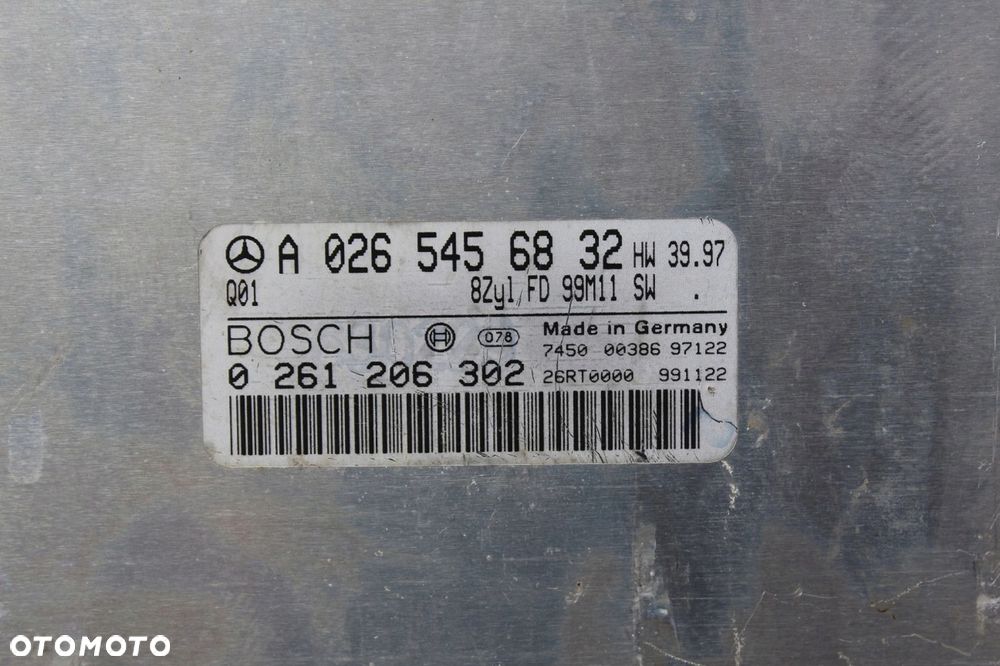 A 026 545 68 32 HW 39.97
Q01 8Zyl FD 99M11 SW .
BOSCH 078 Made in Germany
7450 00386 97122
0 261 206 302 26RT0000 991122
OTOMOTO